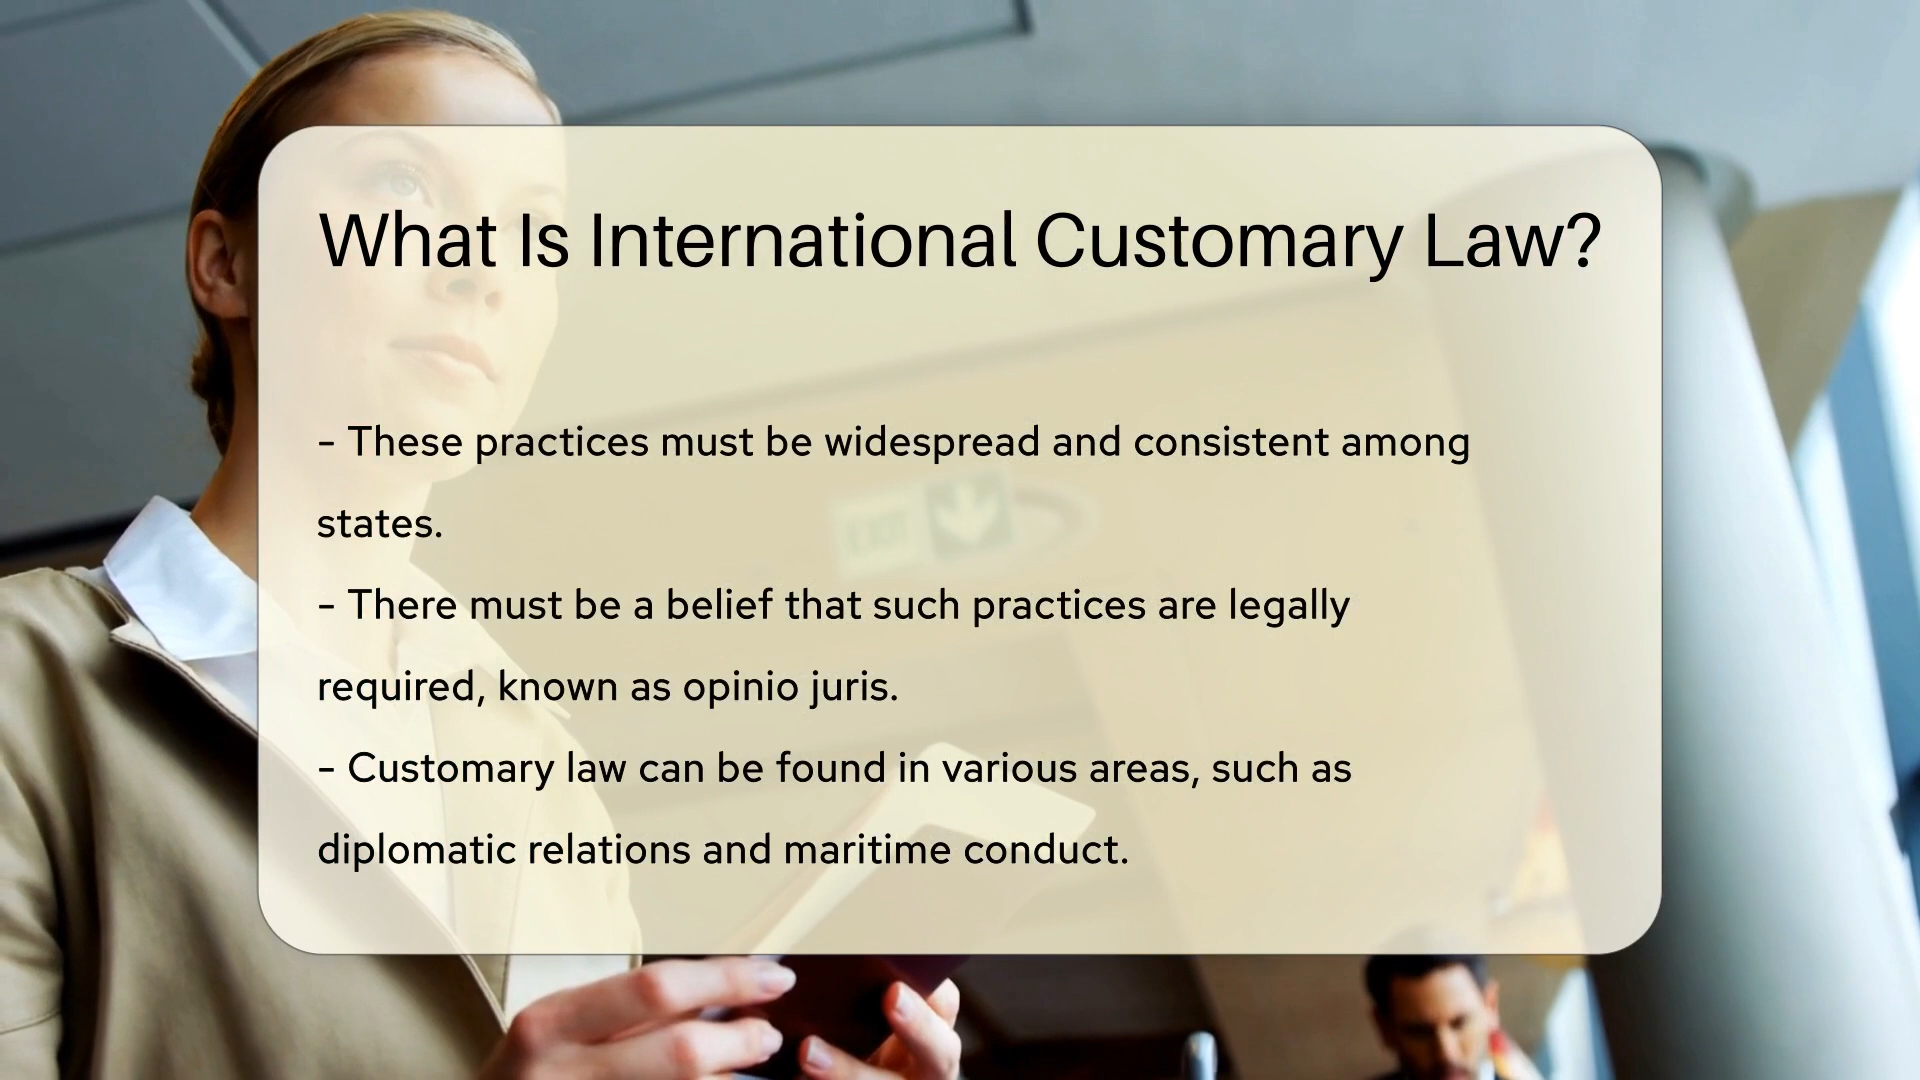 What Is International Customary Law?
- These practices must be widespread and consistent among
states.
- There must be a belief that such practices are legally
required, known as opinio juris.
- Customary law can be found in various areas, such as
diplomatic relations and maritime conduct.
EXIT